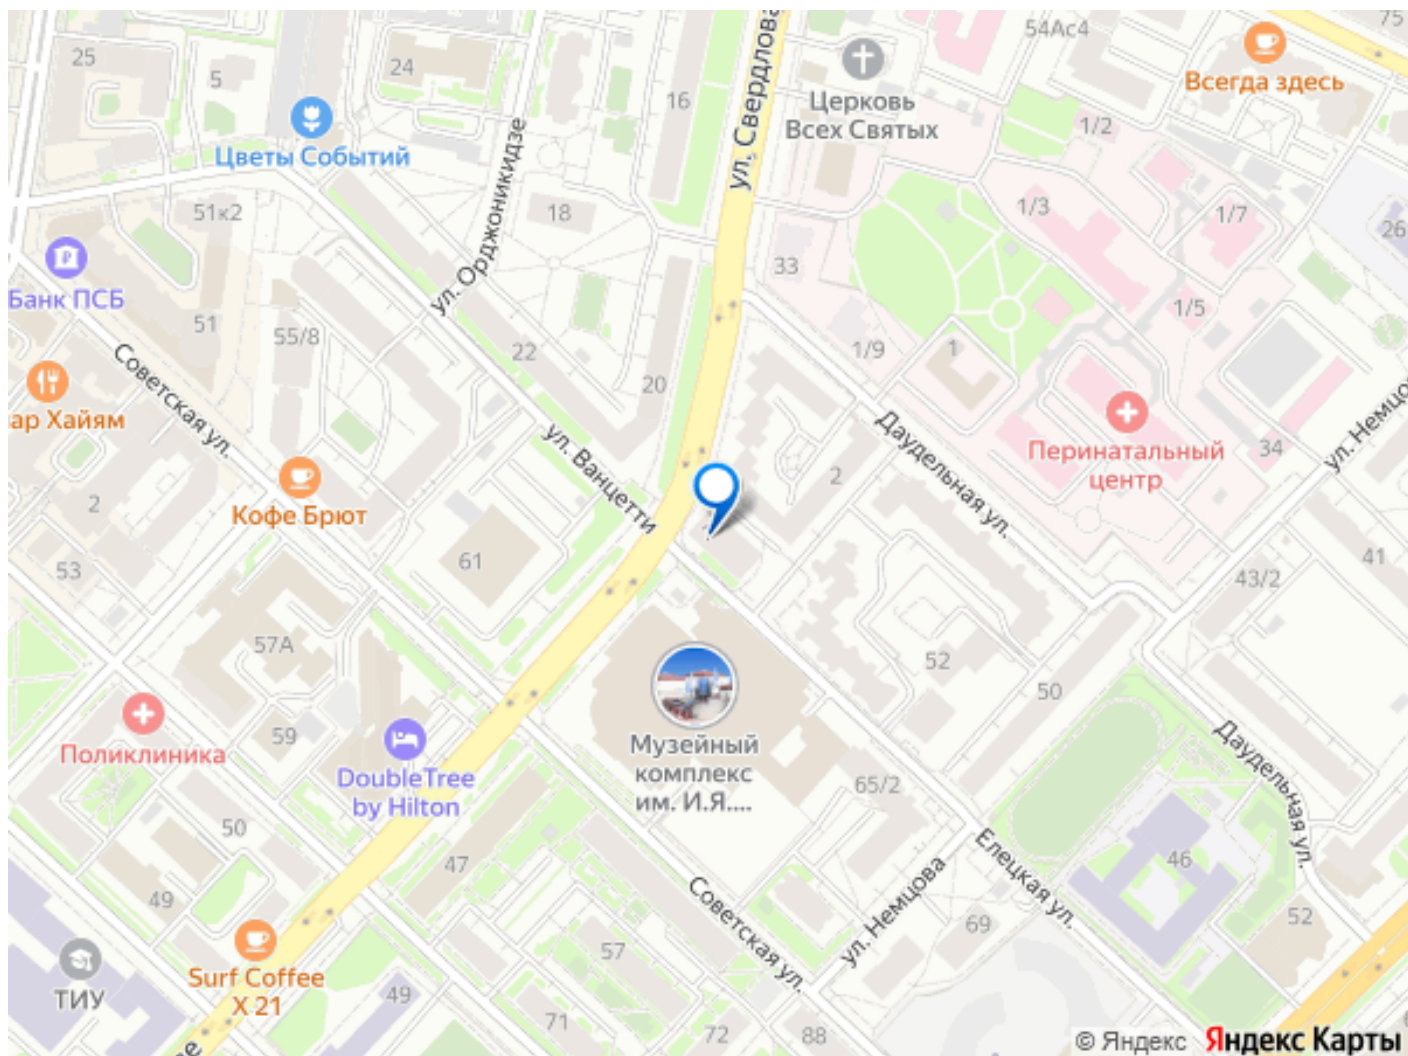 75
54Ас4
25
24
5
16
ул. Свердлова
Всегда здесь
Церковь
Всех Святых
1/2
Цветы Событий
ул. Орджоникидзе
51к2
18
1/3
1/7
26
Банк ПСБ
33
1/5
51
55/8
22
20
1/9
1
Советская ул.
ар Хайям
ул. Ванцетти
Даудельная ул.
Перинатальный
центр
34
ул. Немцо
2
2
Кофе Брют
53
61
41
43/2
57А
52
50
Поликлиника
59
DoubleTree
by Hilton
Музейный
комплекс
им. И.Я....
65/2
Даудельная ул.
50
47
49
Советская ул.
ул. Немцова
Елецкая ул.
46
69
52
Surf Coffee
X 21
ТИУ
57
49
71
72
88
© Яндекс
Яндекс Карты